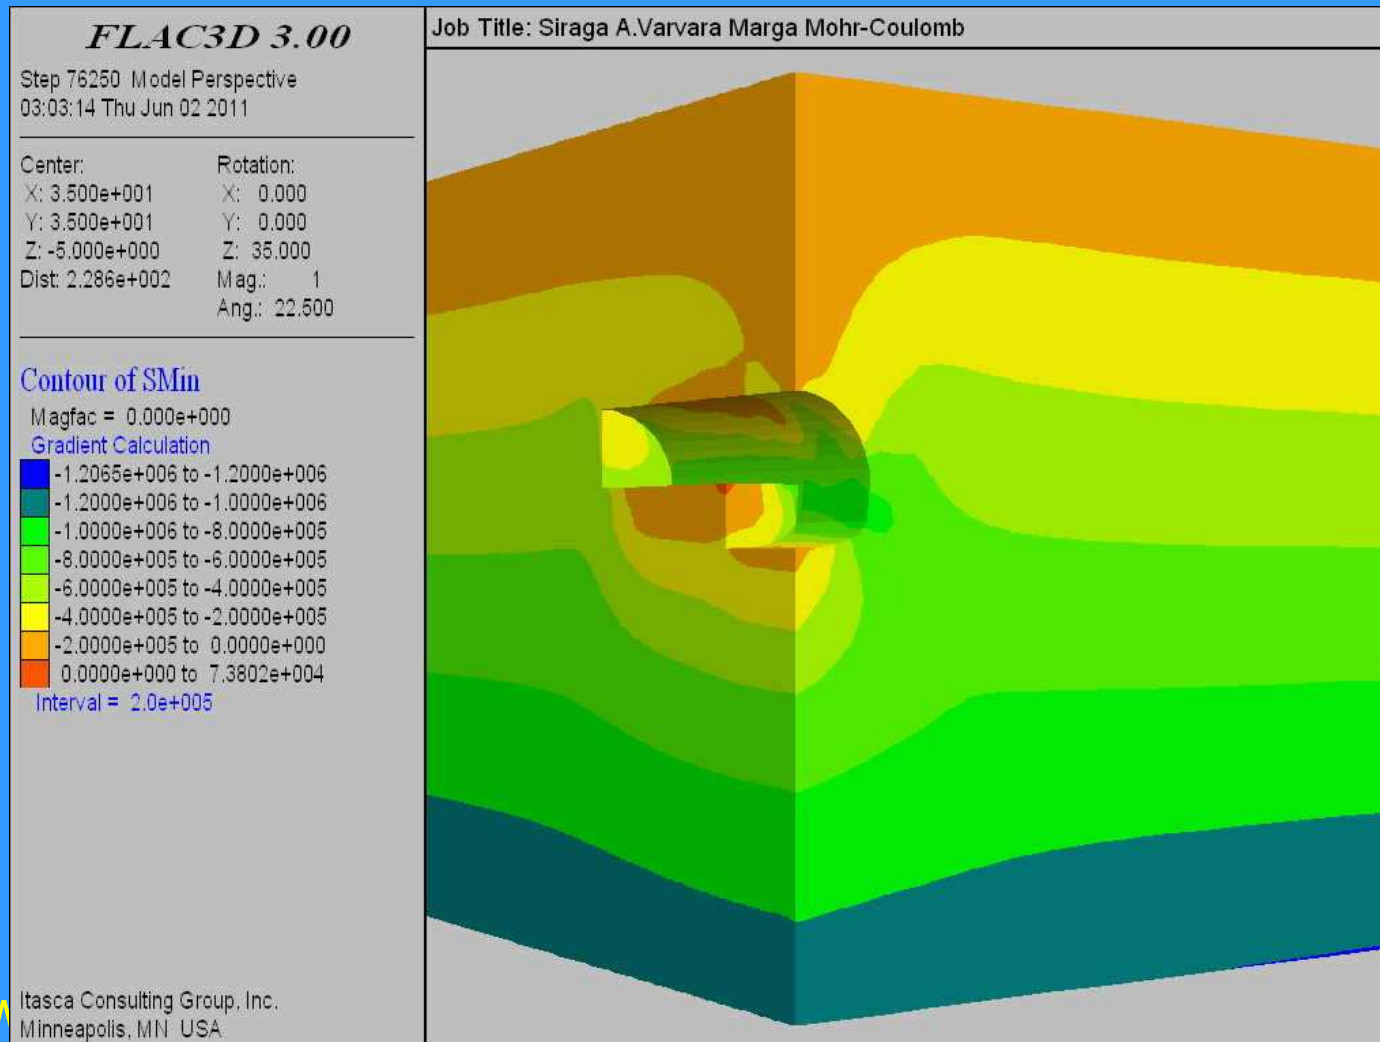 FLAC3D 3.00
Step 76250 Model Perspective
03:03:14 Thu Jun 02 2011
Center:
X: 3.500e+001
Y: 3.500e+001
Z: -5.000e+000
Dist: 2.286e+002
Rotation:
X: 0.000
Y: 0.000
Z: 35.000
Mag.: 1
Ang.: 22.500
Contour of SMin
Magfac = 0.000e+000
Gradient Calculation
-1.2065e+006 to -1.2000e+006
-1.2000e+006 to -1.0000e+006
-1.0000e+006 to -8.0000e+005
-8.0000e+005 to -6.0000e+005
-6.0000e+005 to -4.0000e+005
-4.0000e+005 to -2.0000e+005
-2.0000e+005 to 0.0000e+000
0.0000e+000 to 7.3802e+004
Interval = 2.0e+005
Itasca Consulting Group, Inc.
Minneapolis, MN USA
Job Title: Siraga A.Varvara Marga Mohr-Coulomb